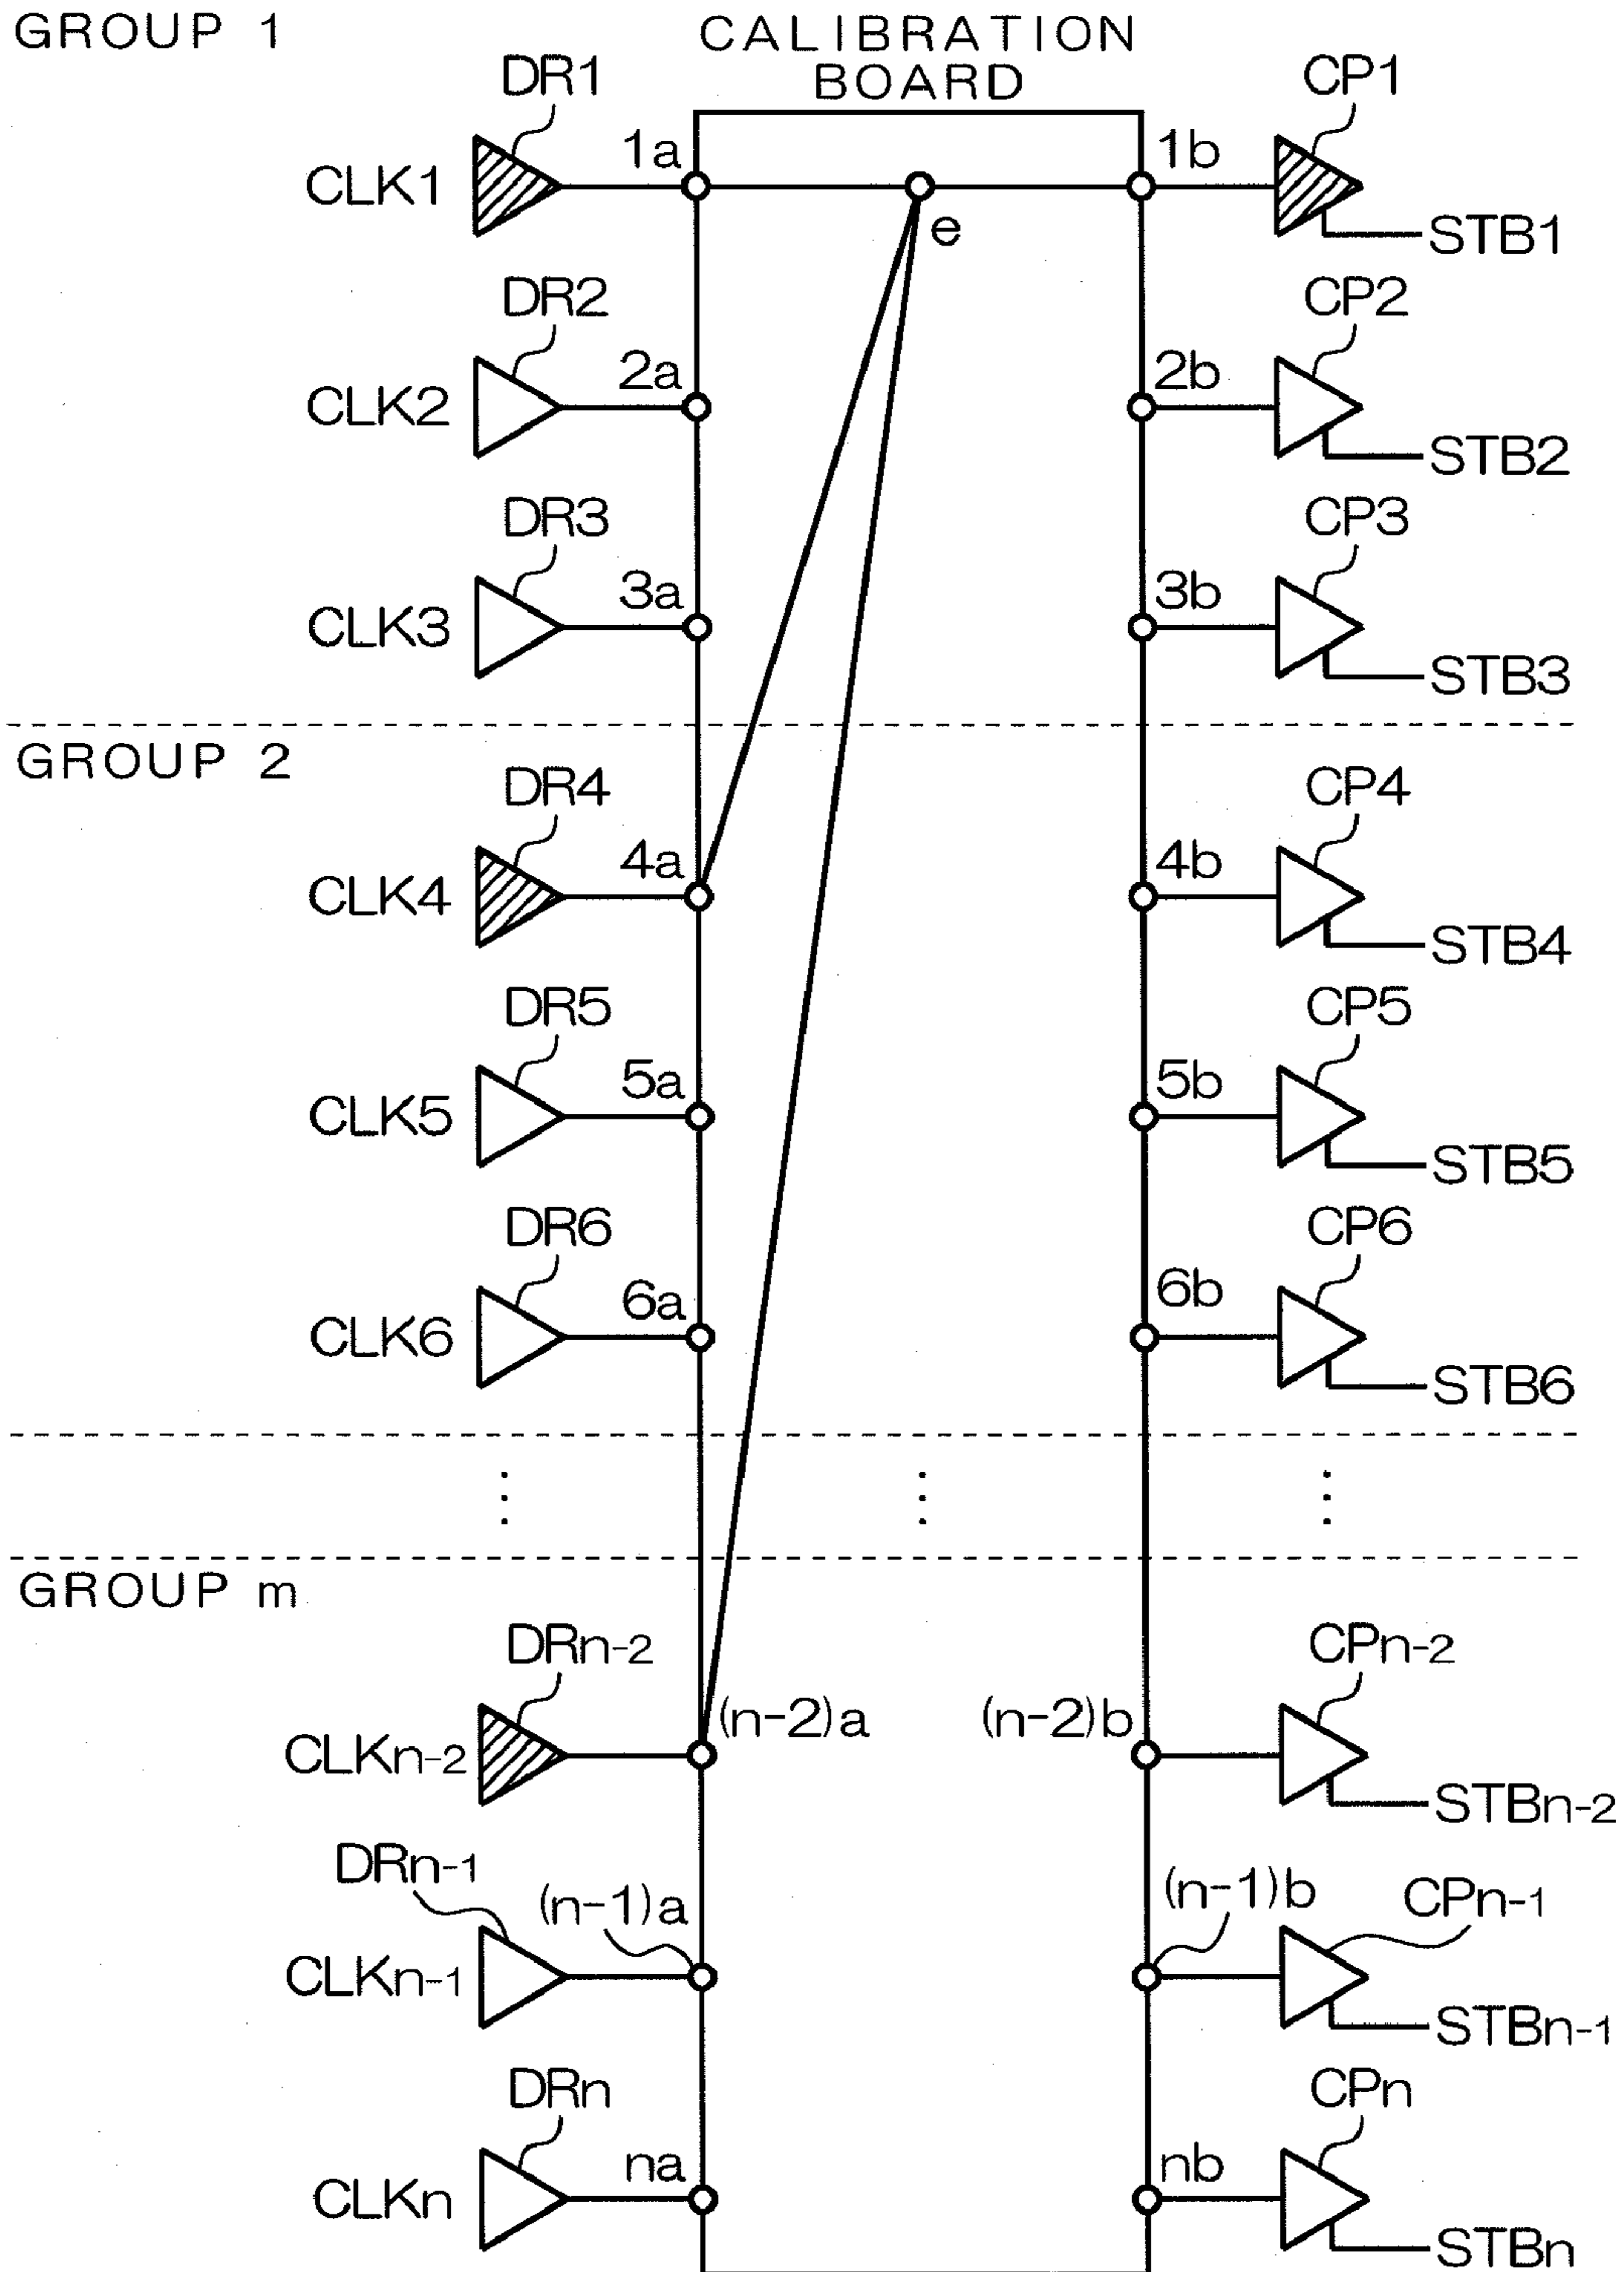 GROUP 1
CALIBRATION
BOARD
DR1
CP1
1a
1b
CLK1
e
STB1
DR2
CP2
2a
2b
CLK2
STB2
DR3
CP3
3a
3b
CLK3
STB3
GROUP 2
DR4
CP4
4a
4b
CLK4
STB4
DR5
CP5
5a
5b
CLK5
STB5
DR6
CP6
6a
6b
CLK6
STB6
GROUP m
DRn-2
CPn-2
(n-2)a
(n-2)b
CLKn-2
STBn-2
DRn-1
(n-1)a
(n-1)b
CPn-1
CLKn-1
STBn-1
DRn
CPn
na
nb
CLKn
STBn